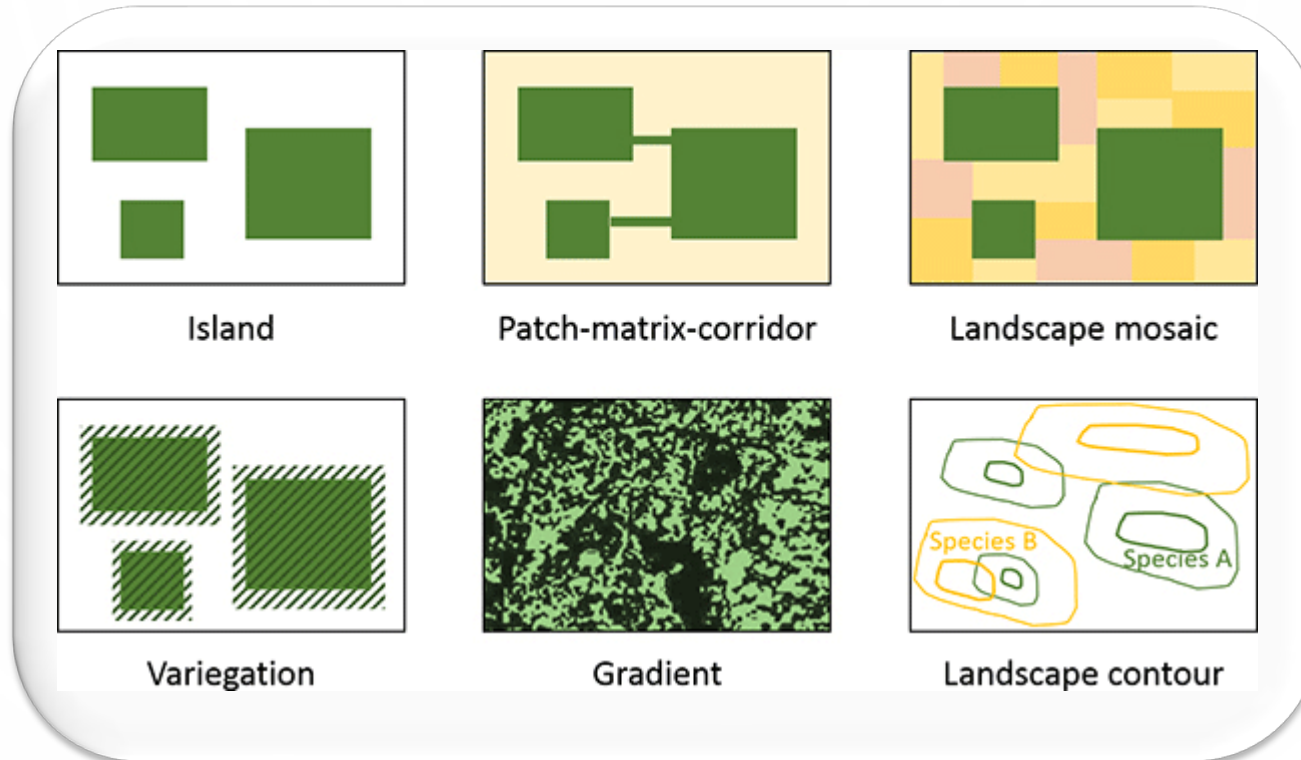 Island
Patch-matrix-corridor
Landscape mosaic
Species B
Species A
Variegation
Gradient
Landscape contour